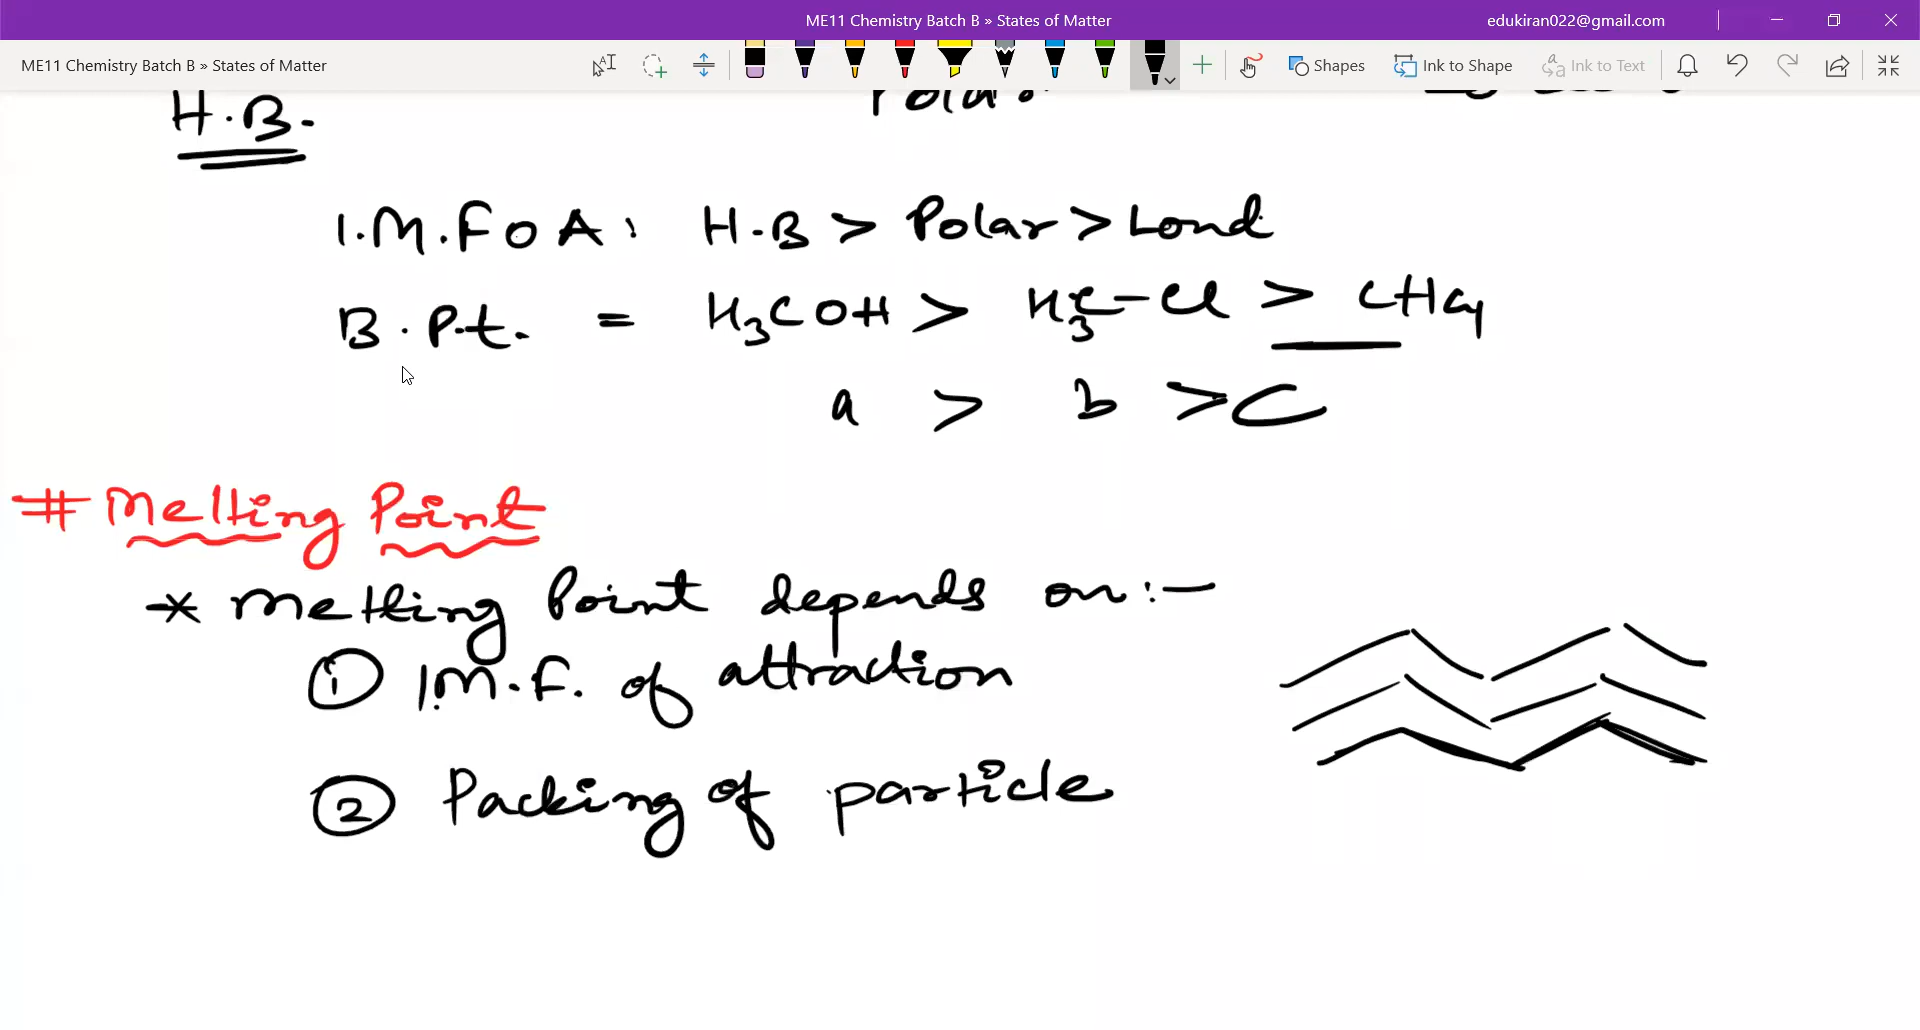 ME11 Chemistry Batch B » States of Matter
edukiran022@gmail.com
ME11 Chemistry Batch B » States of Matter
Shapes
Ink to Shape
Ink to Text
H.B.
Polar
I.M.F O A: H-B > Polar > Lond
B.P.t. = H3COH > H3C-Cl > CH4
a > b > C
# Melting Point
* Melting Point depends on:-
① I.M.F. of attraction
② Packing of particle